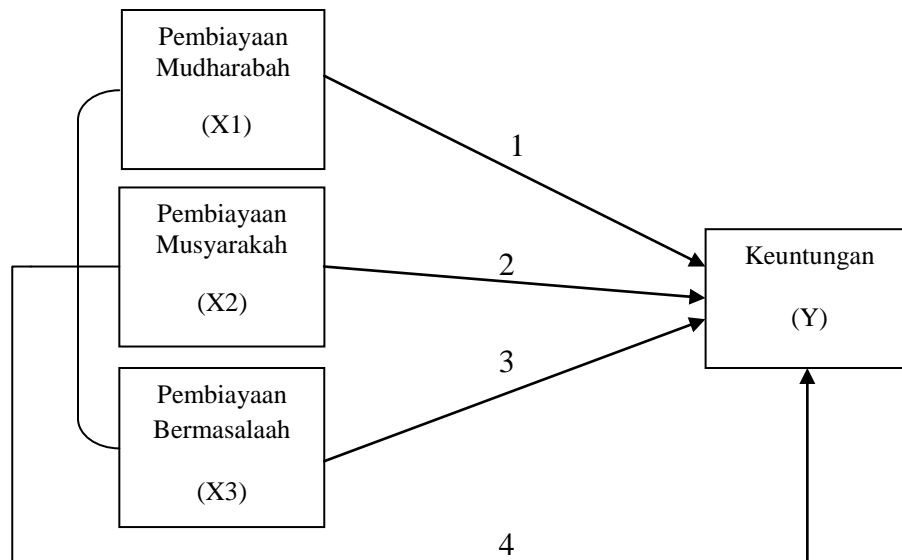 Pembiayaan
Mudharabah
(X1)
1
Pembiayaan
Musyarakah
(X2)
2
Keuntungan
(Y)
3
Pembiayaan
Bermasalaah
(X3)
4